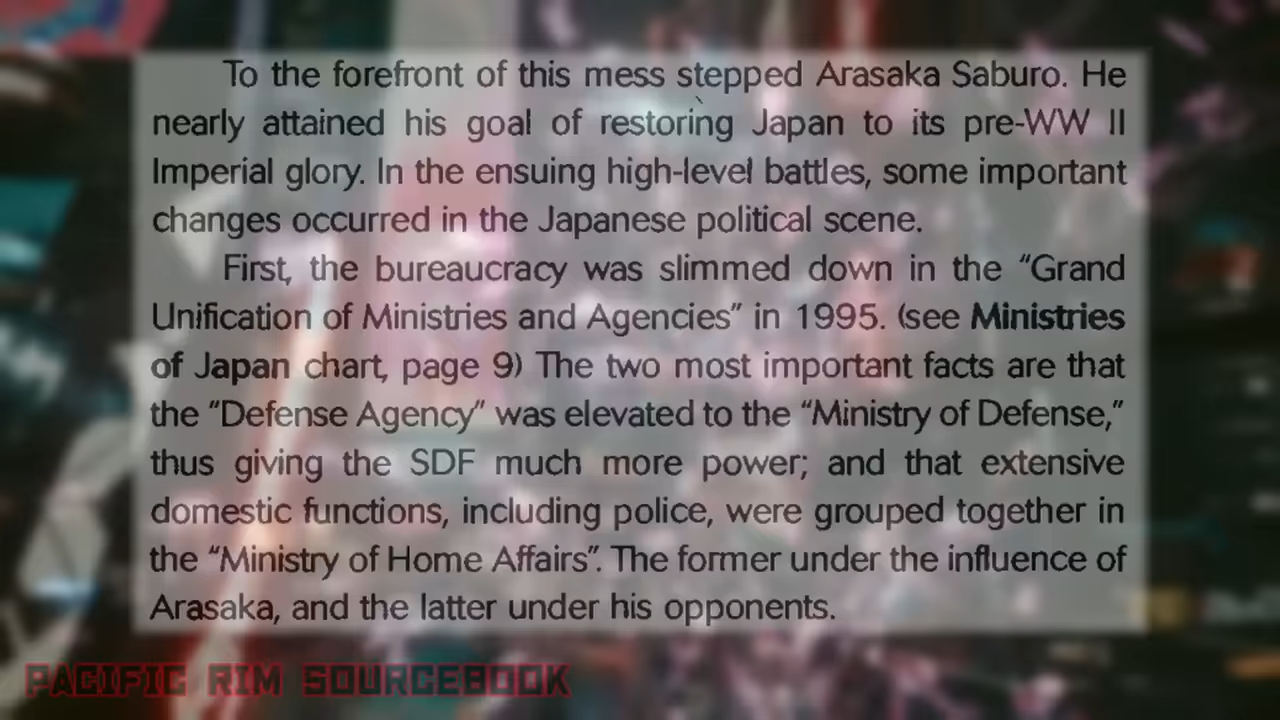 To the forefront of this mess stepped Arasaka Saburo. He
nearly attained his goal of restoring Japan to its pre-WW II
Imperial glory. In the ensuing high-level battles, some important
changes occurred in the Japanese political scene.
First, the bureaucracy was slimmed down in the “Grand
Unification of Ministries and Agencies” in 1995. (see Ministries
of Japan chart, page 9) The two most important facts are that
the “Defense Agency” was elevated to the “Ministry of Defense,”
thus giving the SDF much more power; and that extensive
domestic functions, including police, were grouped together in
the “Ministry of Home Affairs”. The former under the influence of
Arasaka, and the latter under his opponents.
PACIFIC RIM SOURCEBOOK